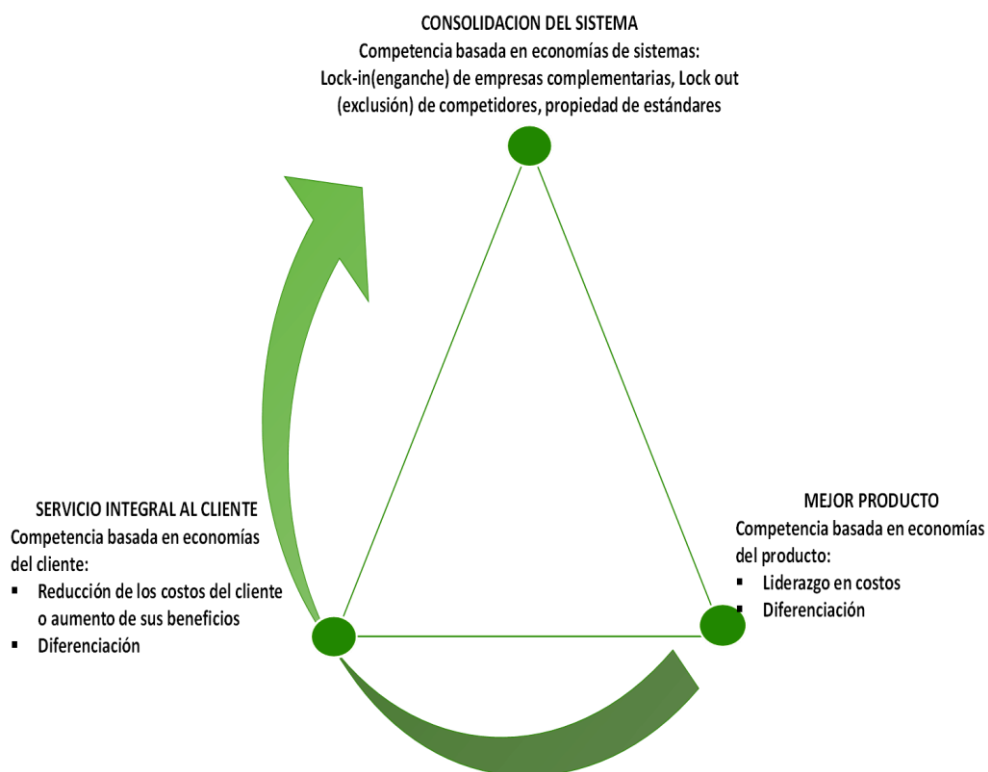 CONSOLIDACION DEL SISTEMA
Competencia basada en economías de sistemas:
Lock-in(enganche) de empresas complementarias, Lock out
(exclusión) de competidores, propiedad de estándares
SERVICIO INTEGRAL AL CLIENTE
Competencia basada en economías
del cliente:
▪ Reducción de los costos del cliente
o aumento de sus beneficios
▪ Diferenciación
MEJOR PRODUCTO
Competencia basada en economías
del producto:
▪ Liderazgo en costos
▪ Diferenciación